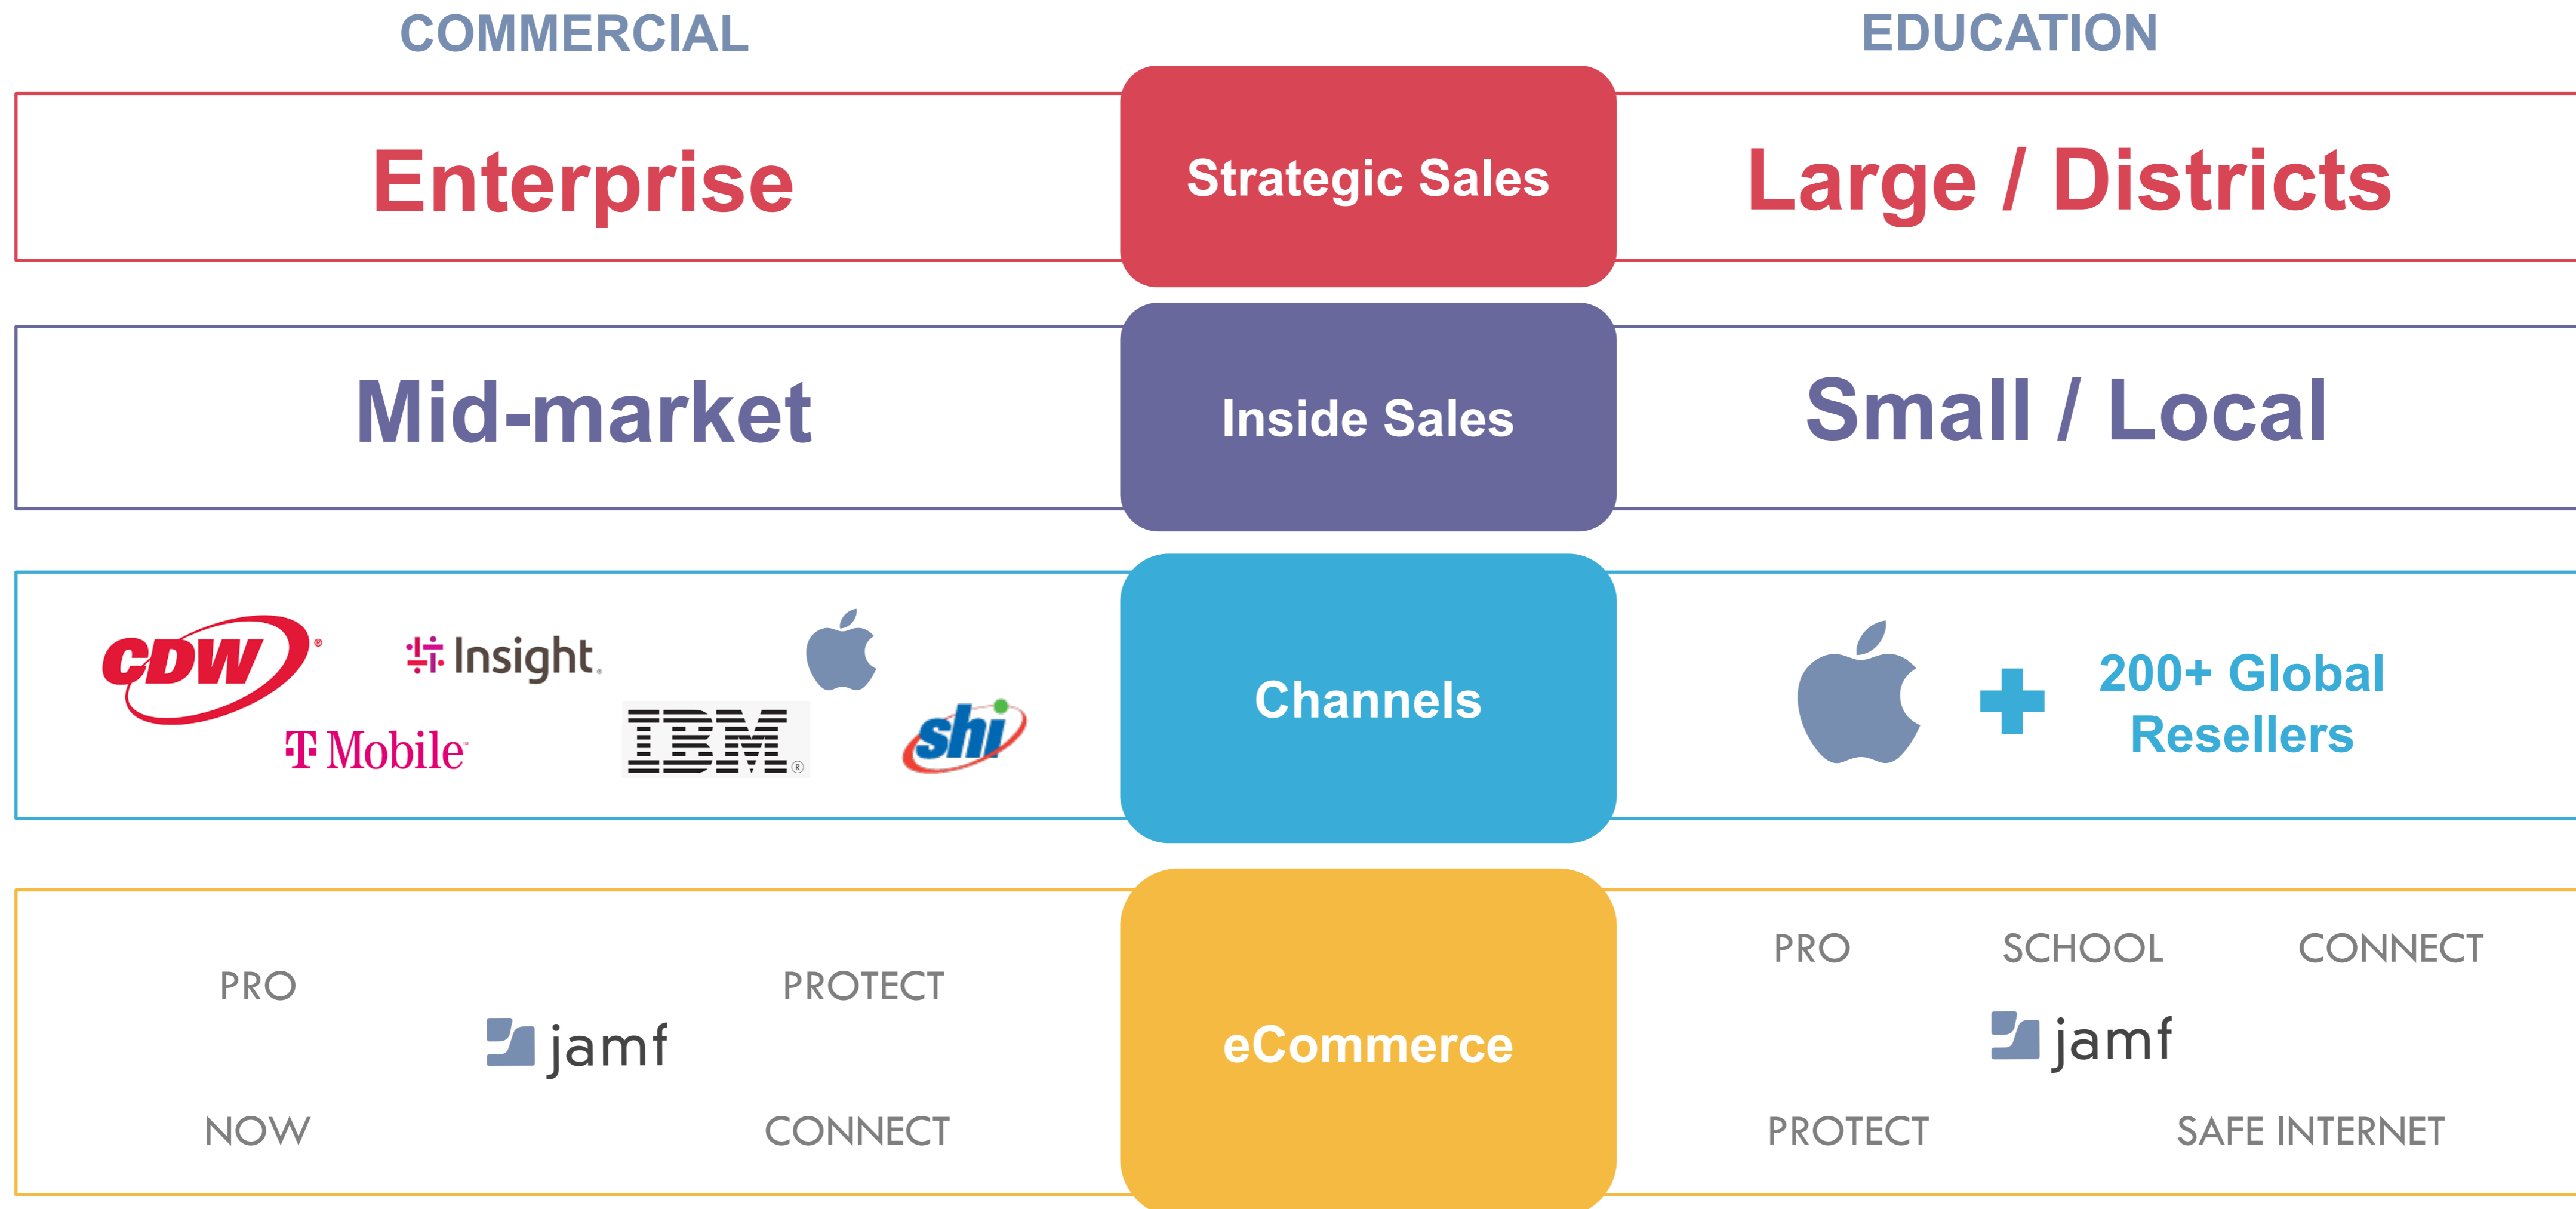 COMMERCIAL
EDUCATION
Enterprise
Strategic Sales
Large / Districts
Mid-market
Inside Sales
Small / Local
CDW®
Insight.
T Mobile
IBM®
shi
Channels
200+ Global
Resellers
PRO
PROTECT
jamf
NOW
CONNECT
eCommerce
PRO
SCHOOL
CONNECT
jamf
PROTECT
SAFE INTERNET